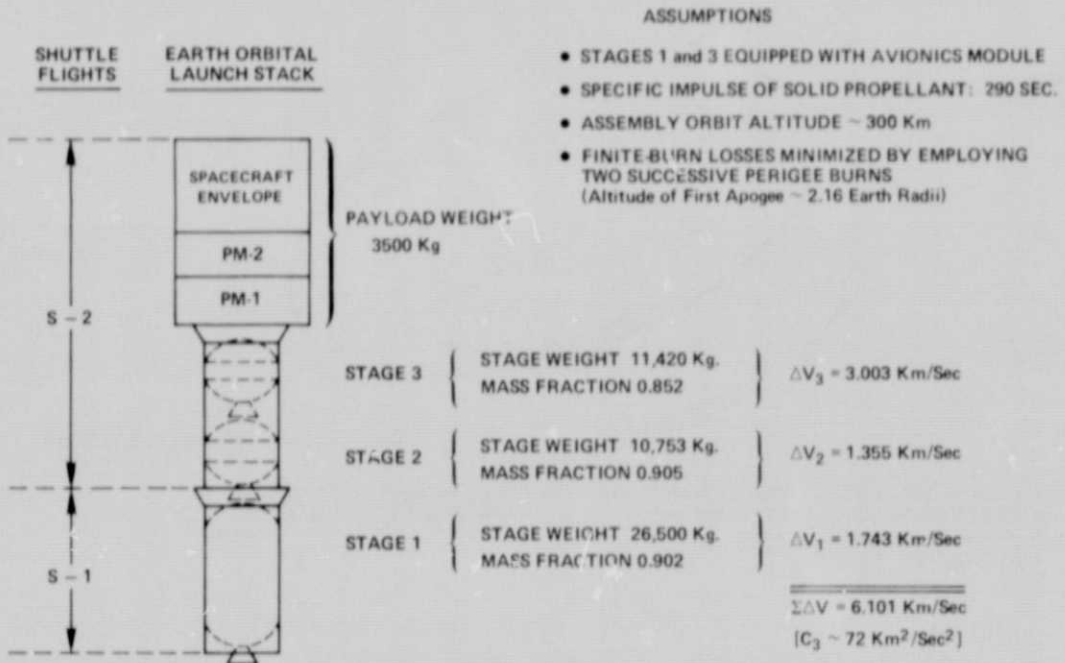 ASSUMPTIONS
SHUTTLE FLIGHTS
EARTH ORBITAL LAUNCH STACK
• STAGES 1 and 3 EQUIPPED WITH AVIONICS MODULE
• SPECIFIC IMPULSE OF SOLID PROPELLANT: 290 SEC.
• ASSEMBLY ORBIT ALTITUDE ~ 300 Km
• FINITE-BURN LOSSES MINIMIZED BY EMPLOYING
TWO SUCCESSIVE PERIGEE BURNS
(Altitude of First Apogee ~ 2.16 Earth Radii)
SPACECRAFT
ENVELOPE
PM-2
PM-1
PAYLOAD WEIGHT
3500 Kg
S - 2
STAGE 3
STAGE WEIGHT 11,420 Kg.
MASS FRACTION 0.852
ΔV3 = 3.003 Km/Sec
STAGE 2
STAGE WEIGHT 10,753 Kg.
MASS FRACTION 0.905
ΔV2 = 1.355 Km/Sec
S - 1
STAGE 1
STAGE WEIGHT 26,500 Kg.
MASS FRACTION 0.902
ΔV1 = 1.743 Km/Sec
ΣΔV = 6.101 Km/Sec
[C3 ~ 72 Km²/Sec²]